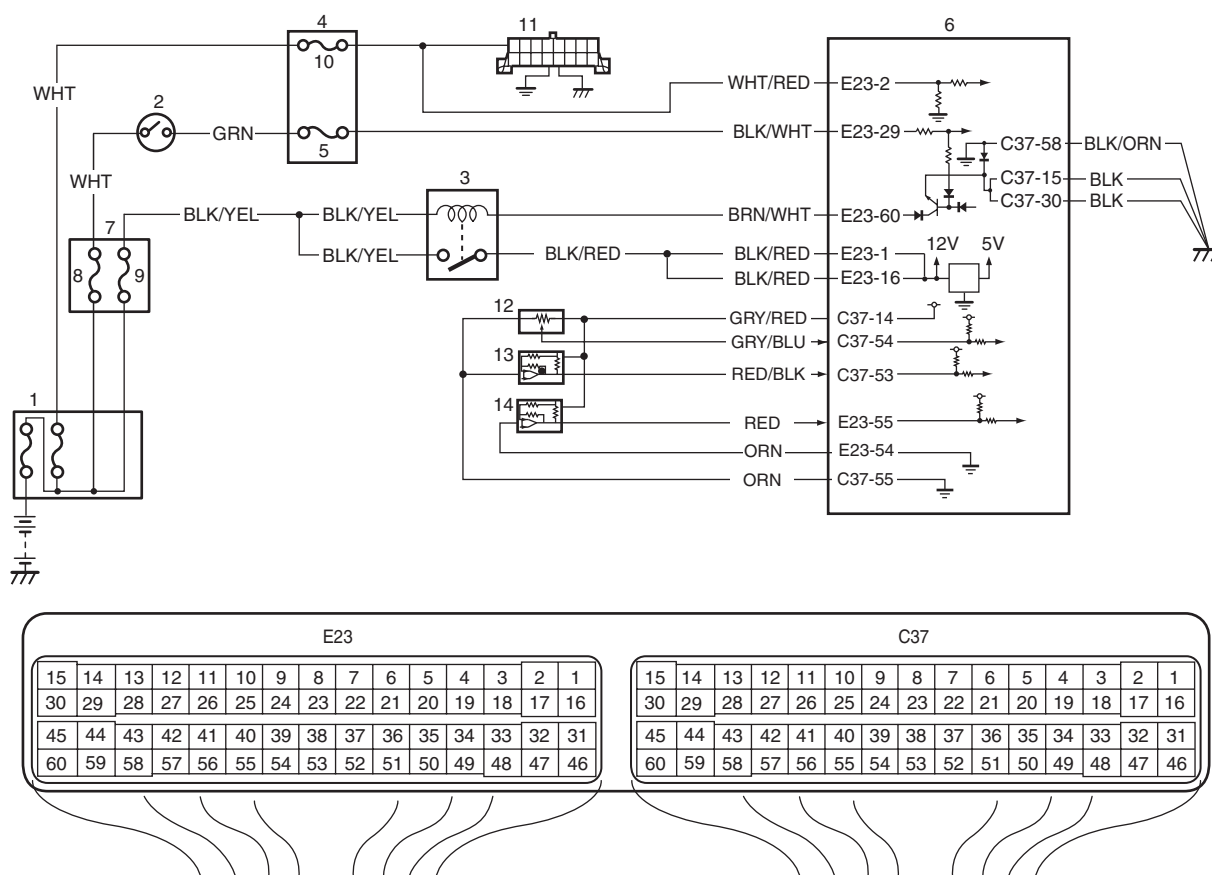 4 11 6
10
WHT/RED E23-2
WHT 2
GRN BLK/WHT E23-29
5 C37-58 BLK/ORN
WHT 3 C37-15 BLK
C37-30 BLK
7 BLK/YEL BLK/YEL BRN/WHT E23-60
8 9 BLK/YEL BLK/RED BLK/RED E23-1 12V 5V
BLK/RED E23-16
12 GRY/RED C37-14
GRY/BLU C37-54
13 RED/BLK C37-53
1 14 RED E23-55
ORN E23-54
ORN C37-55
E23 C37
15 14 13 12 11 10 9 8 7 6 5 4 3 2 1 15 14 13 12 11 10 9 8 7 6 5 4 3 2 1
30 29 28 27 26 25 24 23 22 21 20 19 18 17 16 30 29 28 27 26 25 24 23 22 21 20 19 18 17 16
45 44 43 42 41 40 39 38 37 36 35 34 33 32 31 45 44 43 42 41 40 39 38 37 36 35 34 33 32 31
60 59 58 57 56 55 54 53 52 51 50 49 48 47 46 60 59 58 57 56 55 54 53 52 51 50 49 48 47 46